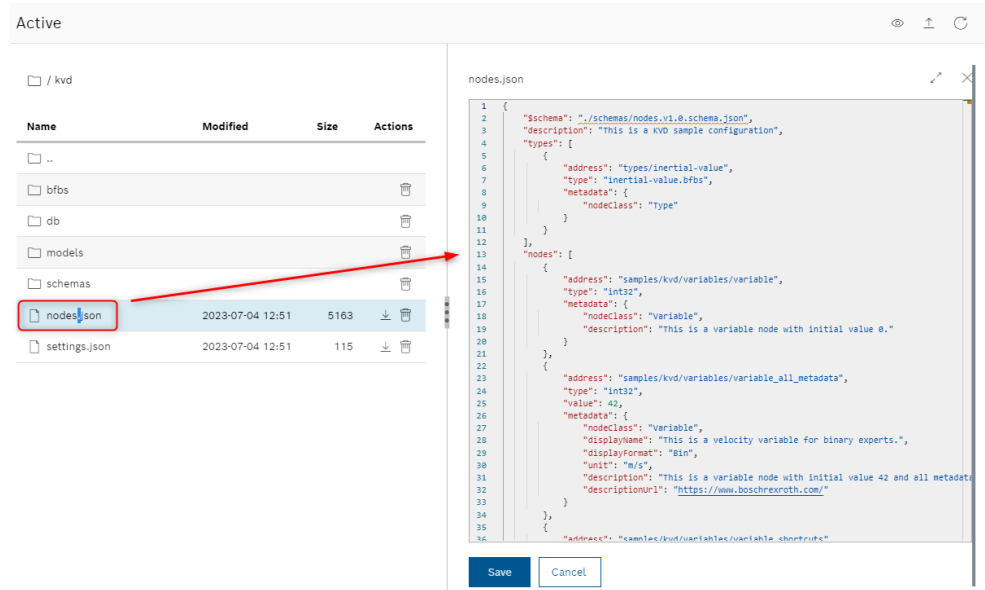 Active
/ kvd
Name Modified Size Actions
..
bfbs
db
models
schemas
nodes.json 2023-07-04 12:51 5163
settings.json 2023-07-04 12:51 115
nodes.json
1 {
2 "$schema": "./schemas/nodes.v1.0.schema.json",
3 "description": "This is a KVD sample configuration",
4 "types": [
5 {
6 "address": "types/inertial-value",
7 "type": "inertial-value.bfbs",
8 "metadata": {
9 "nodeClass": "Type"
10 }
11 }
12 ],
13 "nodes": [
14 {
15 "address": "samples/kvd/variables/variable",
16 "type": "int32",
17 "metadata": {
18 "nodeClass": "Variable",
19 "description": "This is a variable node with initial value 0."
20 }
21 },
22 {
23 "address": "samples/kvd/variables/variable_all_metadata",
24 "type": "int32",
25 "value": 42,
26 "metadata": {
27 "nodeClass": "Variable",
28 "displayName": "This is a velocity variable for binary experts.",
29 "displayFormat": "Bin",
30 "unit": "m/s",
31 "description": "This is a variable node with initial value 42 and all metadata
32 "descriptionUrl": "https://www.boschrexroth.com/"
33 }
34 },
35 {
36 "address": "samples/kvd/variables/variable_shortcuts"
Save Cancel